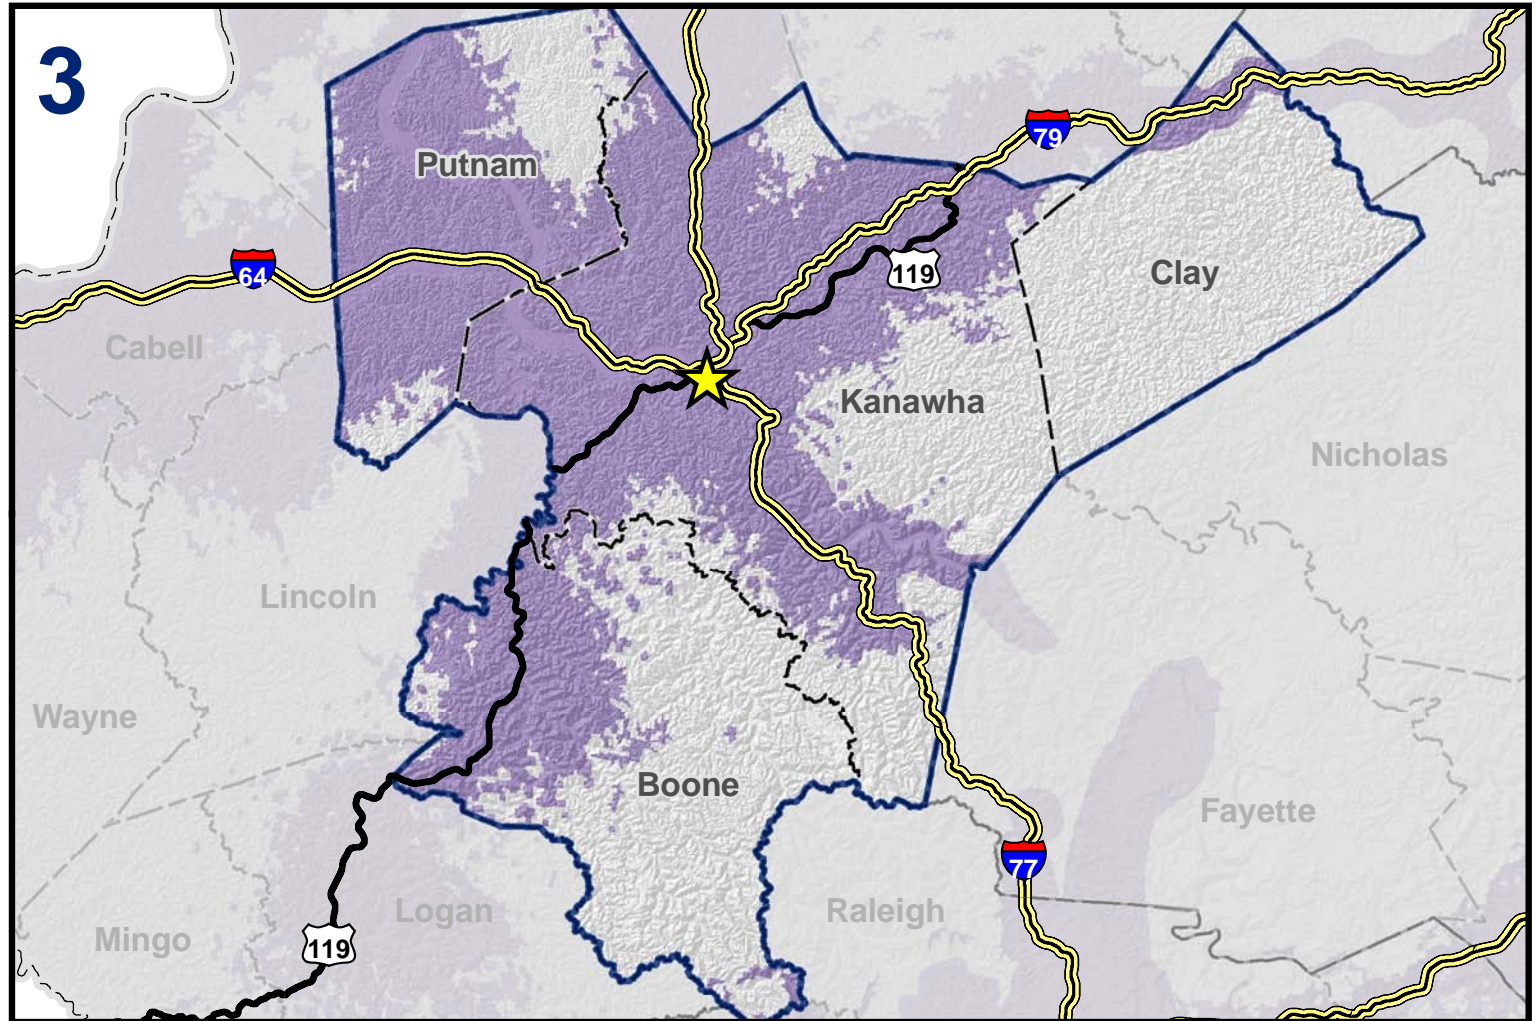 3
79
Putnam
64
119
Clay
Cabell
Kanawha
Nicholas
Lincoln
Wayne
Boone
Fayette
77
Logan
Raleigh
Mingo
119